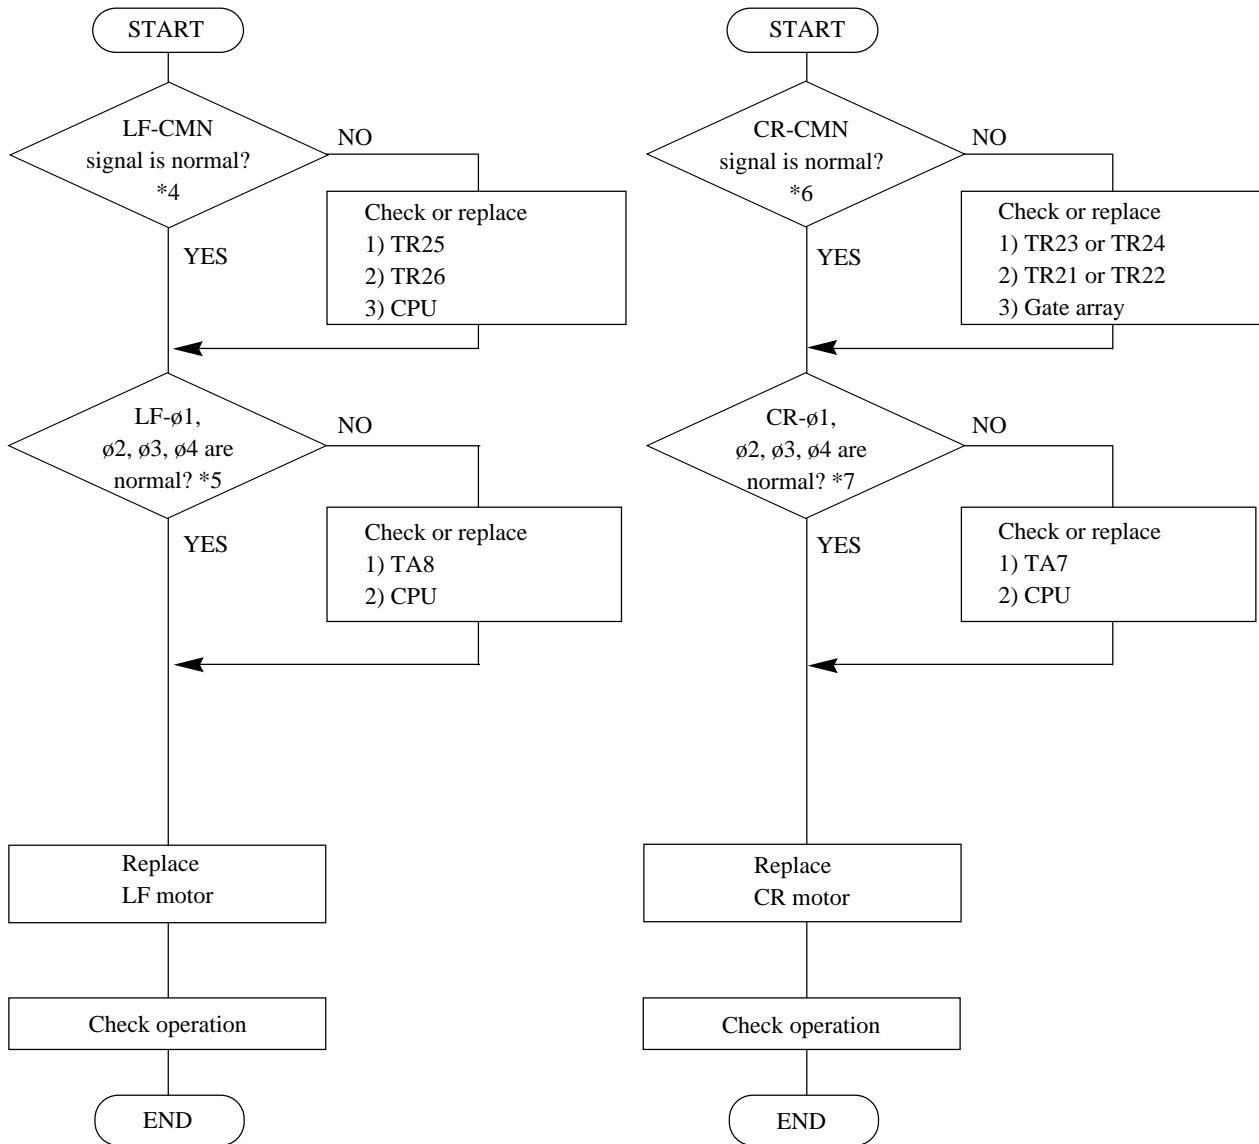 START
LF-CMN
signal is normal?
*4
NO
Check or replace
1) TR25
2) TR26
3) CPU
YES
LF-ø1,
ø2, ø3, ø4 are
normal? *5
NO
Check or replace
1) TA8
2) CPU
YES
Replace
LF motor
Check operation
END
START
CR-CMN
signal is normal?
*6
NO
Check or replace
1) TR23 or TR24
2) TR21 or TR22
3) Gate array
YES
CR-ø1,
ø2, ø3, ø4 are
normal? *7
NO
Check or replace
1) TA7
2) CPU
YES
Replace
CR motor
Check operation
END